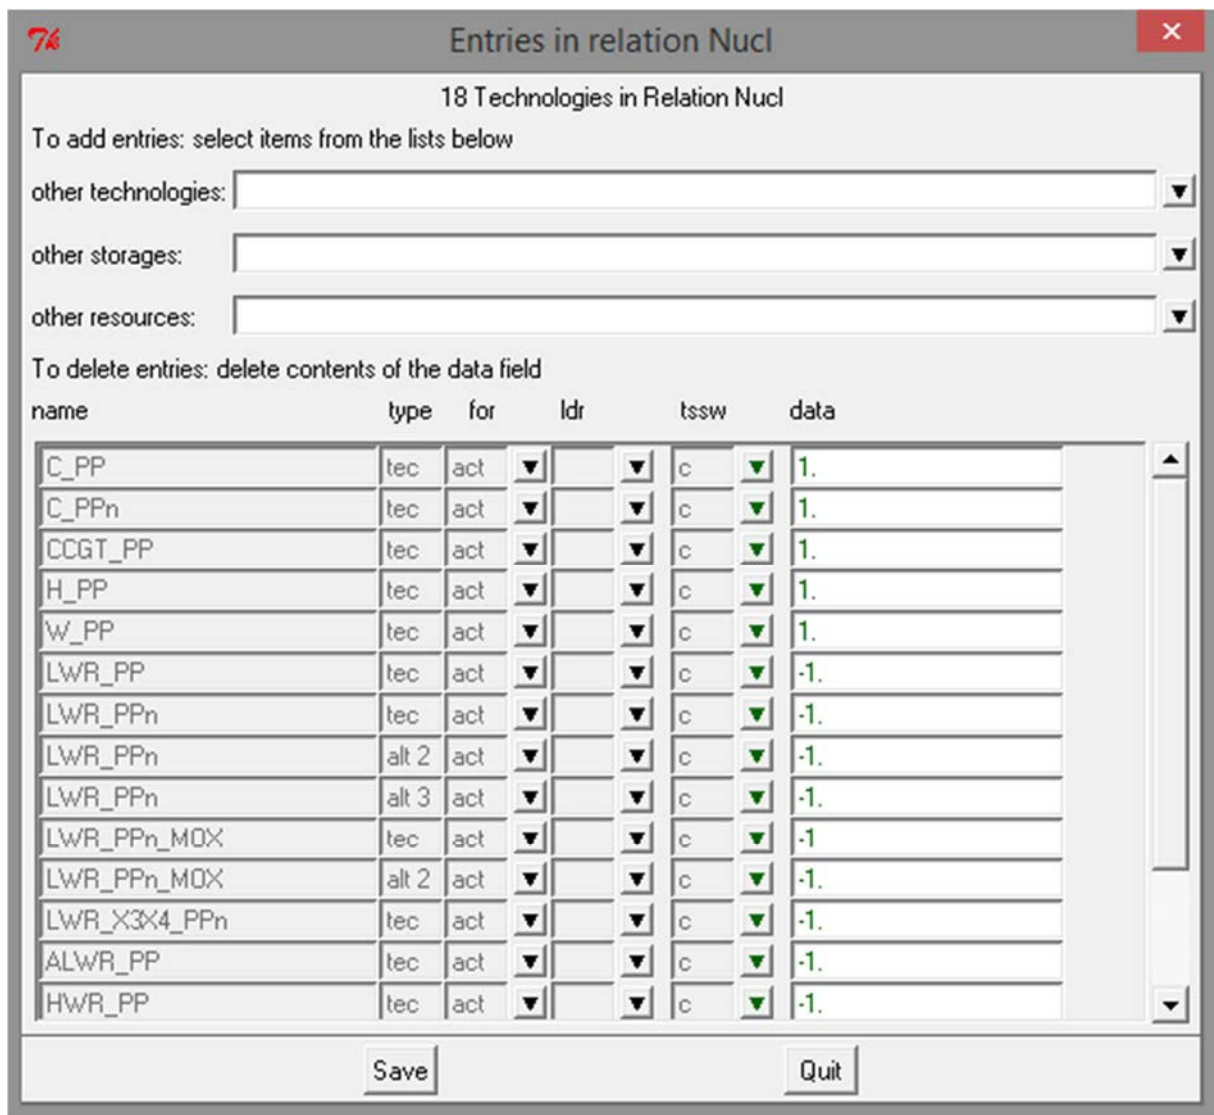 Entries in relation Nucl
18 Technologies in Relation Nucl
To add entries: select items from the lists below
other technologies:
other storages:
other resources:
To delete entries: delete contents of the data field
name type for ldr tssw data
C_PP tec act c 1.
C_PPn tec act c 1.
CCGT_PP tec act c 1.
H_PP tec act c 1.
W_PP tec act c 1.
LWR_PP tec act c -1.
LWR_PPn tec act c -1.
LWR_PPn alt 2 act c -1.
LWR_PPn alt 3 act c -1.
LWR_PPn_MOX tec act c -1
LWR_PPn_MOX alt 2 act c -1.
LWR_X3X4_PPn tec act c -1.
ALWR_PP tec act c -1.
HWR_PP tec act c -1.
Save Quit